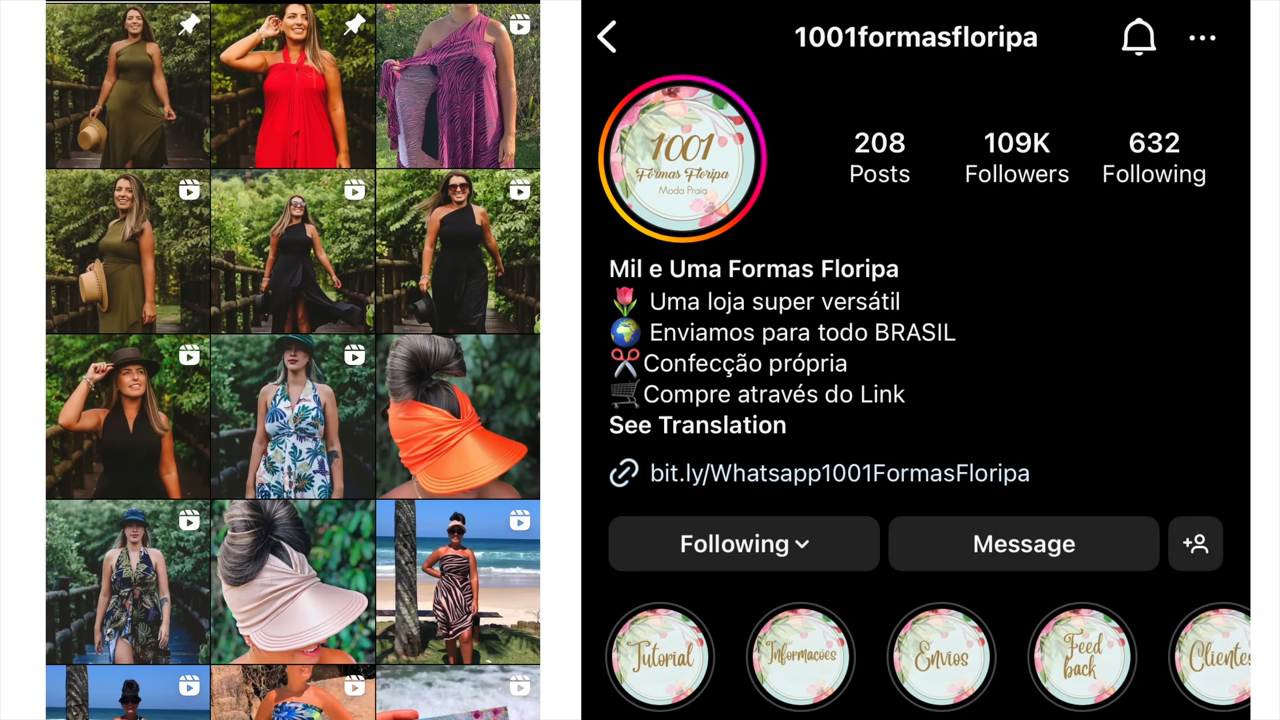 1001formasfloripa
1001
Formas Floripa
Moda Praia
208
Posts
109K
Followers
632
Following
Mil e Uma Formas Floripa
🌷 Uma loja super versátil
🌍 Enviamos para todo BRASIL
✂️Confecção própria
🛒Compre através do Link
See Translation
bit.ly/Whatsapp1001FormasFloripa
Following
Message
Tutorial
Informações
Envios
Feed
back
Clientes